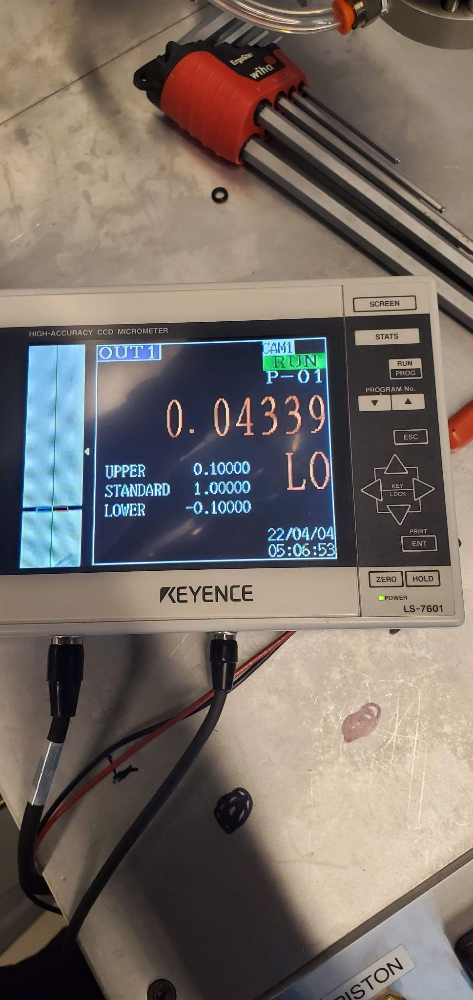 ErgoStar
wiha
SCREEN
HIGH-ACCURACY CCD MICROMETER
STATS
OUT1
CAM1
RUN
P-01
RUN
PROG
PROGRAM No.
▼ ▲
0.04339
ESC
LO
UPPER 0.10000
STANDARD 1.00000
LOWER -0.10000
KEY
LOCK
22/04/04
05:06:53
PRINT
ENT
ZERO HOLD
KEYENCE
POWER
LS-7601
PISTON